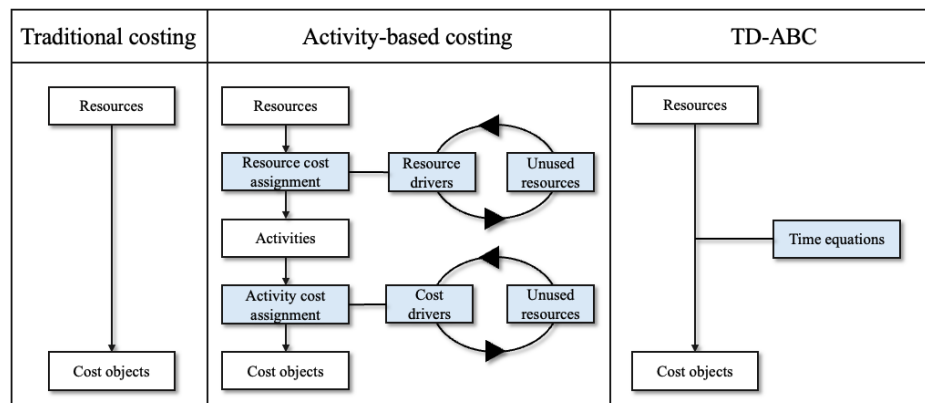 Traditional costing
Activity-based costing
TD-ABC
Resources
Cost objects
Resources
Resource cost
assignment
Resource
drivers
Unused
resources
Activities
Activity cost
assignment
Cost
drivers
Unused
resources
Cost objects
Resources
Time equations
Cost objects